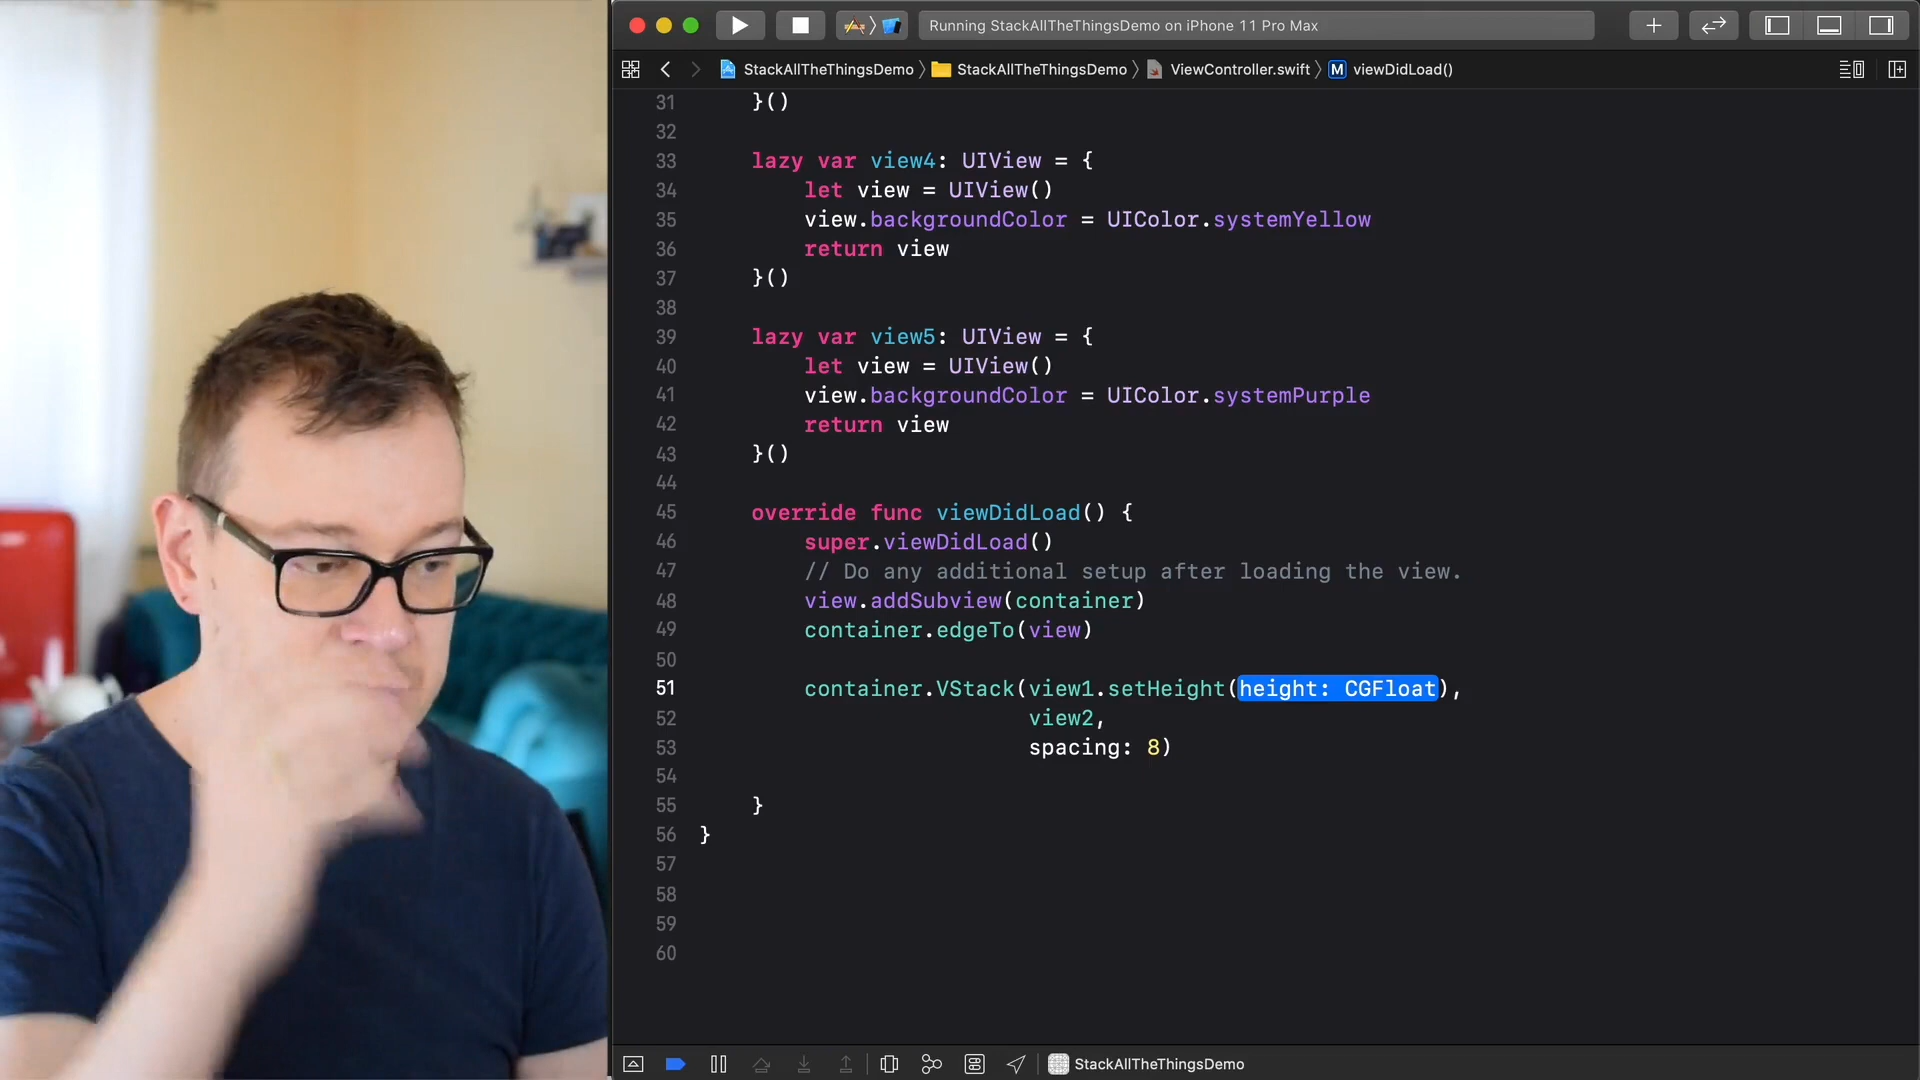 Running StackAllTheThingsDemo on iPhone 11 Pro Max
StackAllTheThingsDemo StackAllTheThingsDemo ViewController.swift M viewDidLoad()
31 }()
32
33 lazy var view4: UIView = {
34 let view = UIView()
35 view.backgroundColor = UIColor.systemYellow
36 return view
37 }()
38
39 lazy var view5: UIView = {
40 let view = UIView()
41 view.backgroundColor = UIColor.systemPurple
42 return view
43 }()
44
45 override func viewDidLoad() {
46 super.viewDidLoad()
47 // Do any additional setup after loading the view.
48 view.addSubview(container)
49 container.edgeTo(view)
50
51 container.VStack(view1.setHeight(height: CGFloat),
52 view2,
53 spacing: 8)
54
55 }
56 }
57
58
59
60
StackAllTheThingsDemo